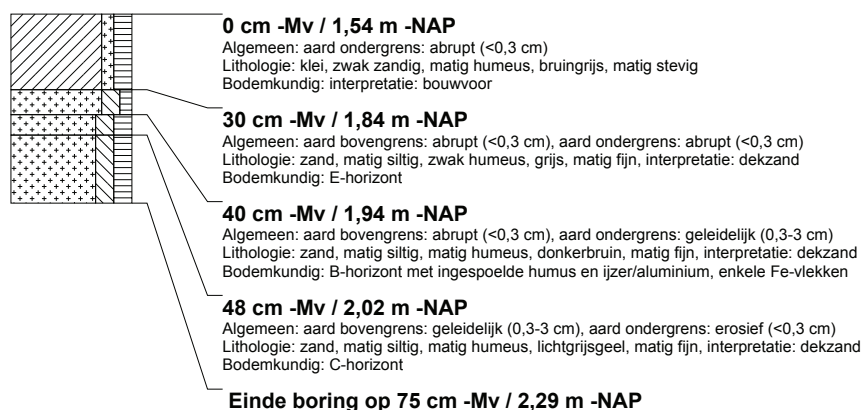 0 cm -Mv / 1,54 m -NAP
Algemeen: aard ondergrens: abrupt (<0,3 cm)
Lithologie: klei, zwak zandig, matig humeus, bruingrijs, matig stevig
Bodemkundig: interpretatie: bouwvoor
30 cm -Mv / 1,84 m -NAP
Algemeen: aard bovengrens: abrupt (<0,3 cm), aard ondergrens: abrupt (<0,3 cm)
Lithologie: zand, matig siltig, zwak humeus, grijs, matig fijn, interpretatie: dekzand
Bodemkundig: E-horizont
40 cm -Mv / 1,94 m -NAP
Algemeen: aard bovengrens: abrupt (<0,3 cm), aard ondergrens: geleidelijk (0,3-3 cm)
Lithologie: zand, matig siltig, matig humeus, donkerbruin, matig fijn, interpretatie: dekzand
Bodemkundig: B-horizont met ingespoelde humus en ijzer/aluminium, enkele Fe-vlekken
48 cm -Mv / 2,02 m -NAP
Algemeen: aard bovengrens: geleidelijk (0,3-3 cm), aard ondergrens: erosief (<0,3 cm)
Lithologie: zand, matig siltig, matig humeus, lichtgrijsgeel, matig fijn, interpretatie: dekzand
Bodemkundig: C-horizont
Einde boring op 75 cm -Mv / 2,29 m -NAP